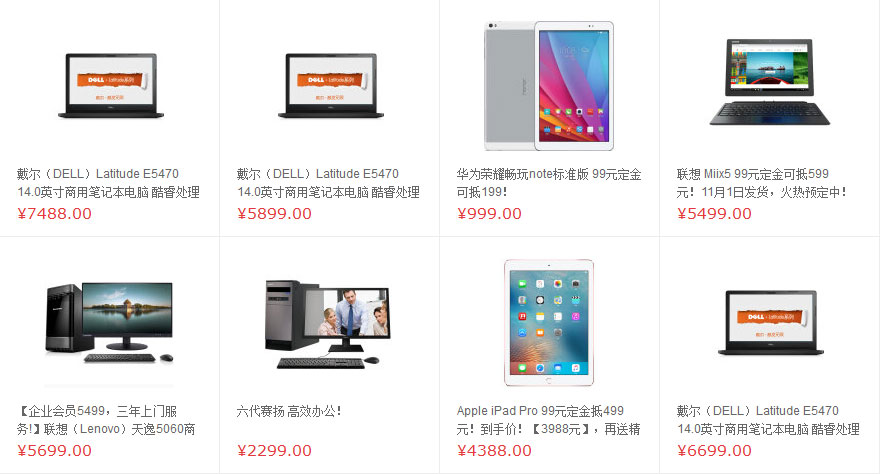 DELL Latitude系列
戴尔（DELL）Latitude E5470
14.0英寸商用笔记本电脑 酷睿处理
¥7488.00
DELL Latitude系列
戴尔（DELL）Latitude E5470
14.0英寸商用笔记本电脑 酷睿处理
¥5899.00
华为荣耀畅玩note标准版 99元定金
可抵199！
¥999.00
联想 Miix5 99元定金可抵599
元！11月1日发货，火热预定中！
¥5499.00
【企业会员5499，三年上门服
务!】联想（Lenovo）天逸5060商
¥5699.00
六代赛扬 高效办公！
¥2299.00
Apple iPad Pro 99元定金抵499
元！到手价！【3988元】，再送精
¥4388.00
DELL Latitude系列
戴尔（DELL）Latitude E5470
14.0英寸商用笔记本电脑 酷睿处理
¥6699.00